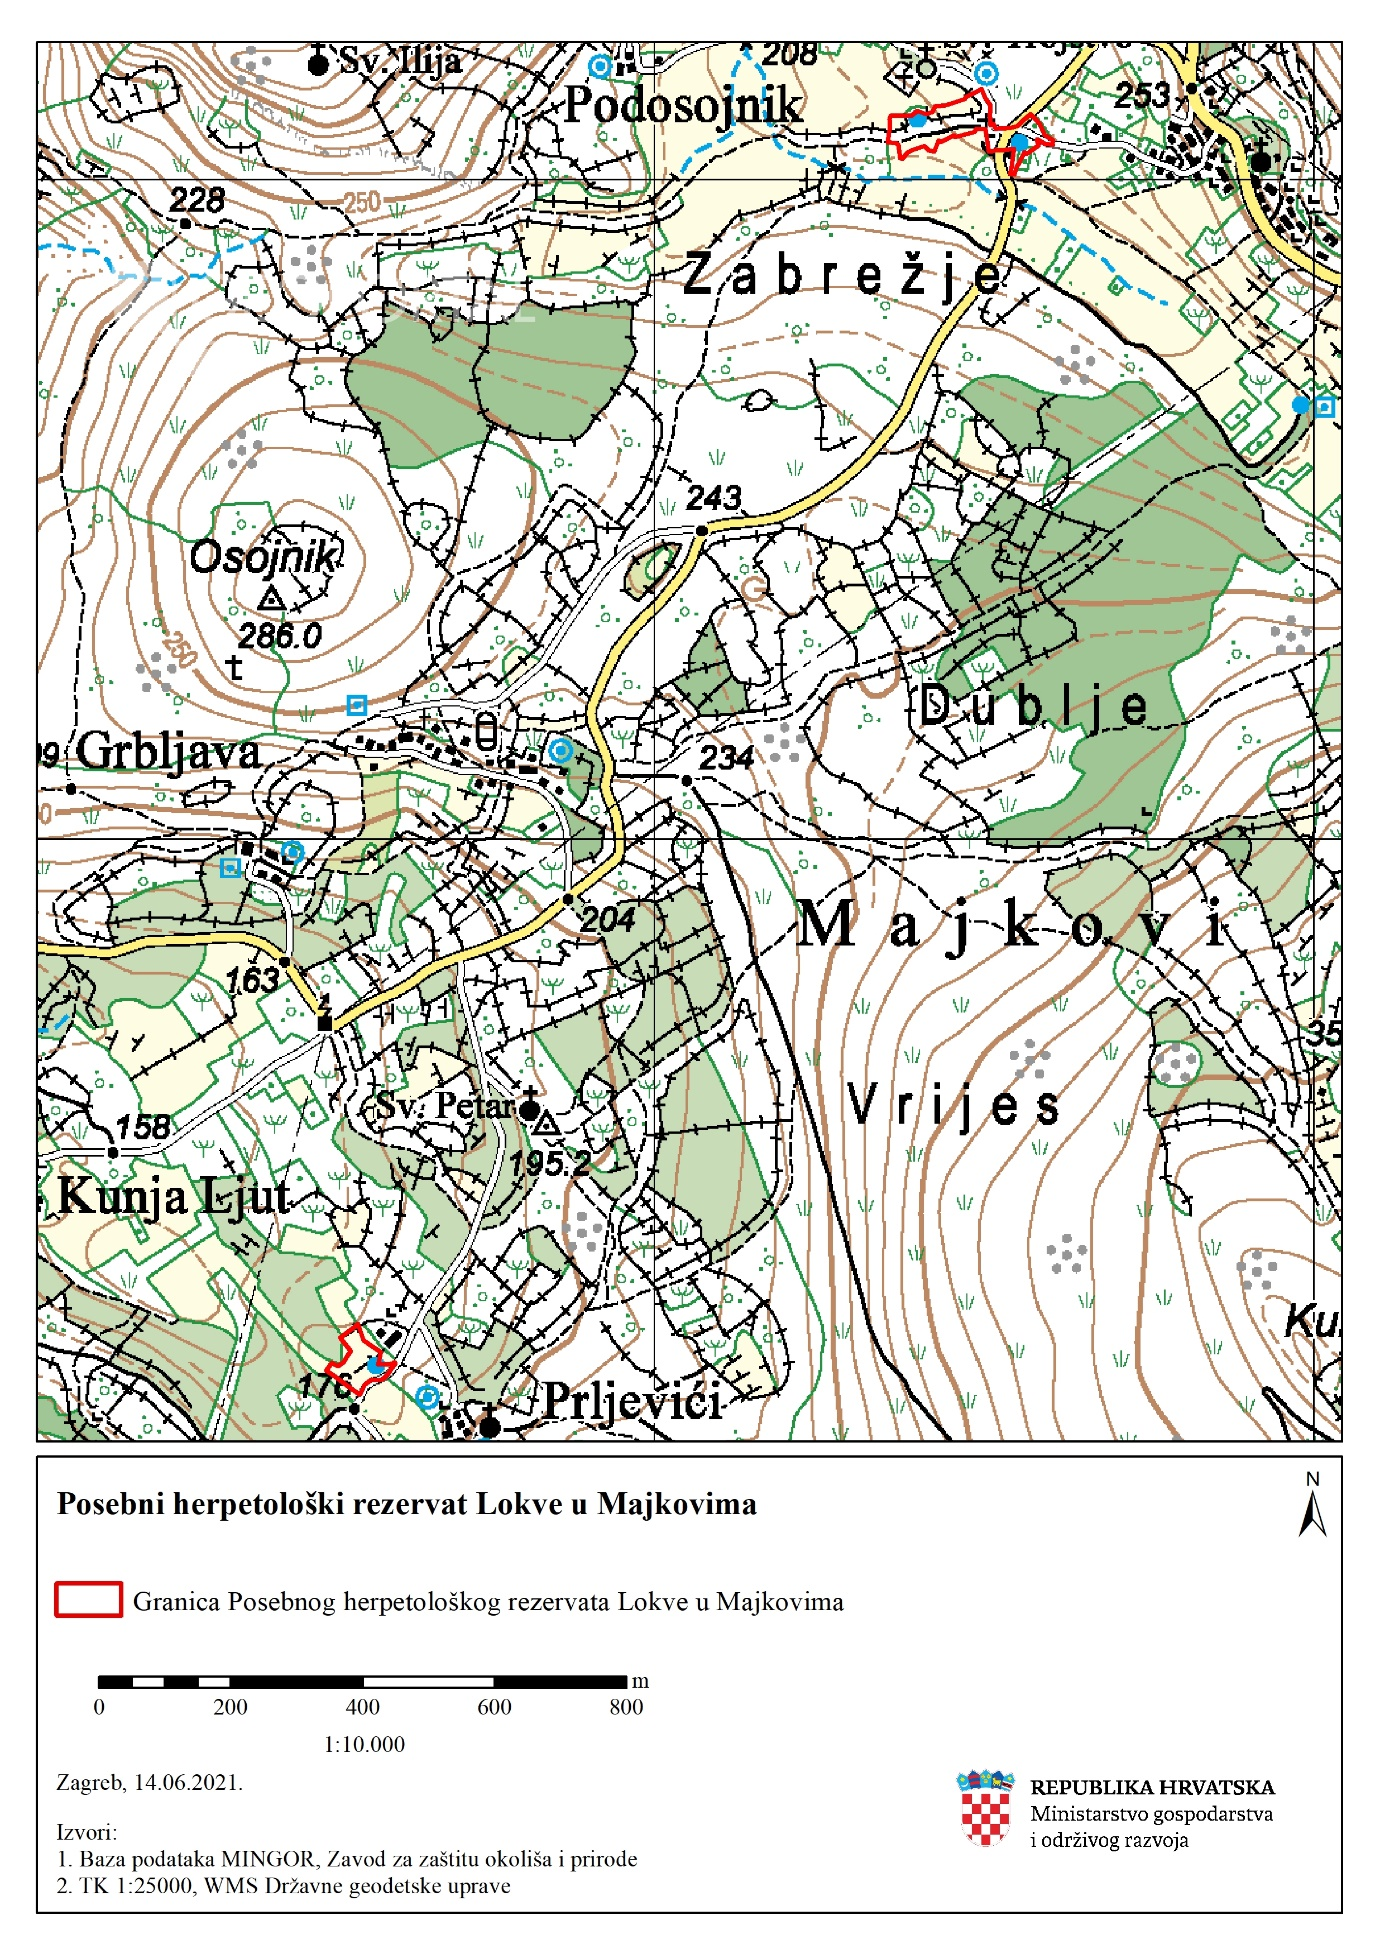 Sv. Ilija
208
Podosojnik
253
228
250
Zabrežje
243
Osojnik
286.0
250
Dublje
Grbljava
234
204
Majkovi
163
35
Sv. Petar
Vrijes
158
195.2
Kunja Ljut
Ku
176
Prljevići
Posebni herpetološki rezervat Lokve u Majkovima
N
Granica Posebnog herpetološkog rezervata Lokve u Majkovima
m
0 200 400 600 800
1:10.000
Zagreb, 14.06.2021.
REPUBLIKA HRVATSKA
Ministarstvo gospodarstva
i održivog razvoja
Izvori:
1. Baza podataka MINGOR, Zavod za zaštitu okoliša i prirode
2. TK 1:25000, WMS Državne geodetske uprave